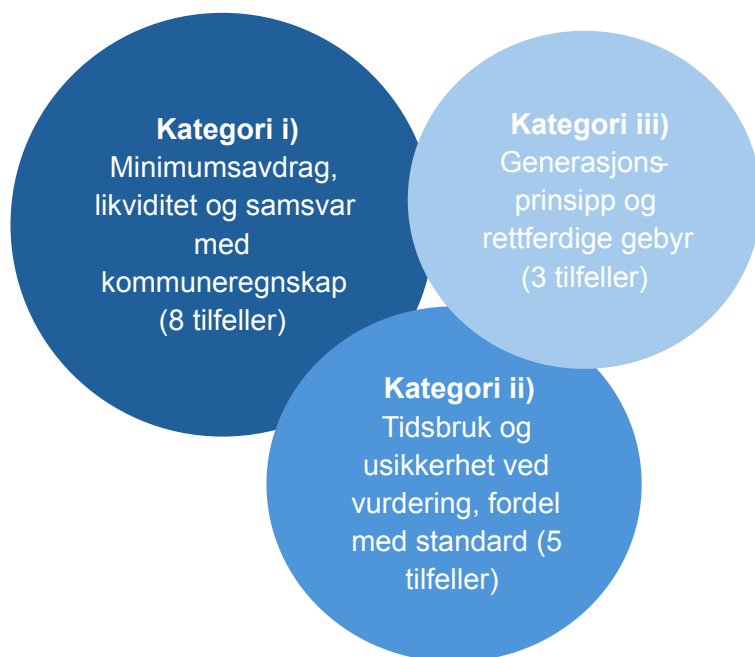 Kategori i)
Minimumsavdrag,
likviditet og samsvar
med
kommuneregnskap
(8 tilfeller)
Kategori iii)
Generasjons-
prinsipp og
rettferdige gebyr
(3 tilfeller)
Kategori ii)
Tidsbruk og
usikkerhet ved
vurdering, fordel
med standard (5
tilfeller)